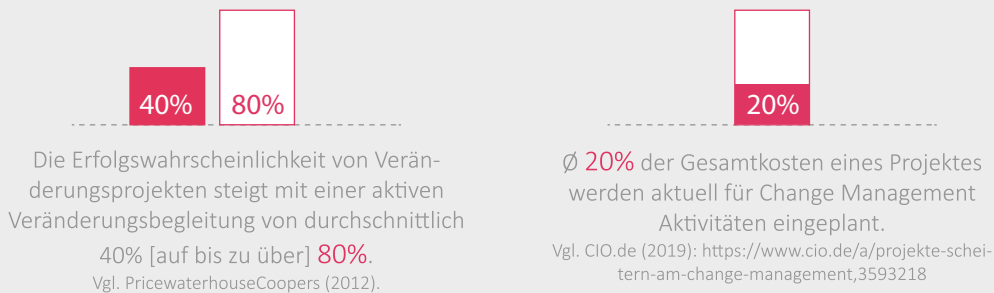 40%
80%
Die Erfolgswahrscheinlichkeit von Verän-
derungsprojekten steigt mit einer aktiven
Veränderungsbegleitung von durchschnittlich
40% [auf bis zu über] 80%.
Vgl. PricewaterhouseCoopers (2012).
20%
Ø 20% der Gesamtkosten eines Projektes
werden aktuell für Change Management
Aktivitäten eingeplant.
Vgl. CIO.de (2019): https://www.cio.de/a/projekte-schei-
tern-am-change-management,3593218